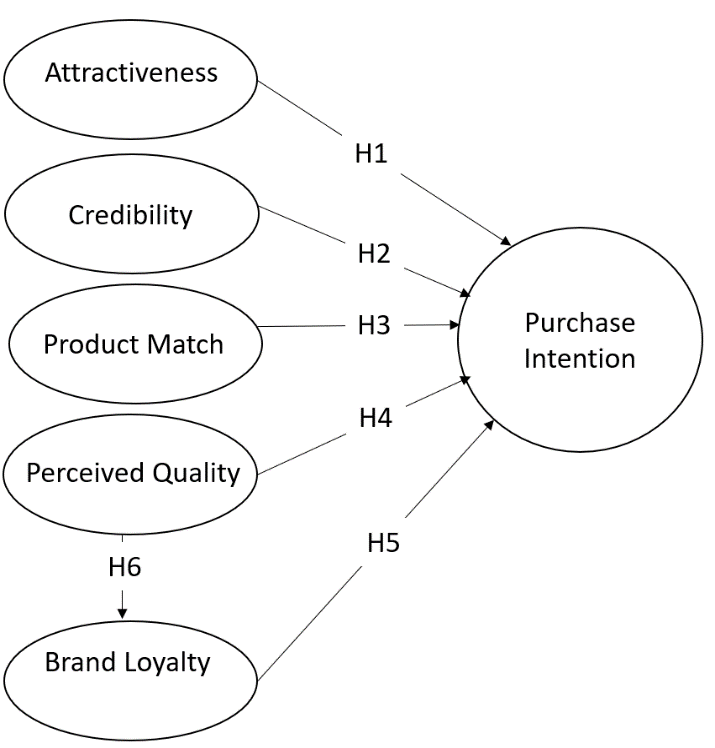 Attractiveness
H1
Credibility
H2
Product Match
H3
Purchase
Intention
H4
Perceived Quality
H5
H6
Brand Loyalty